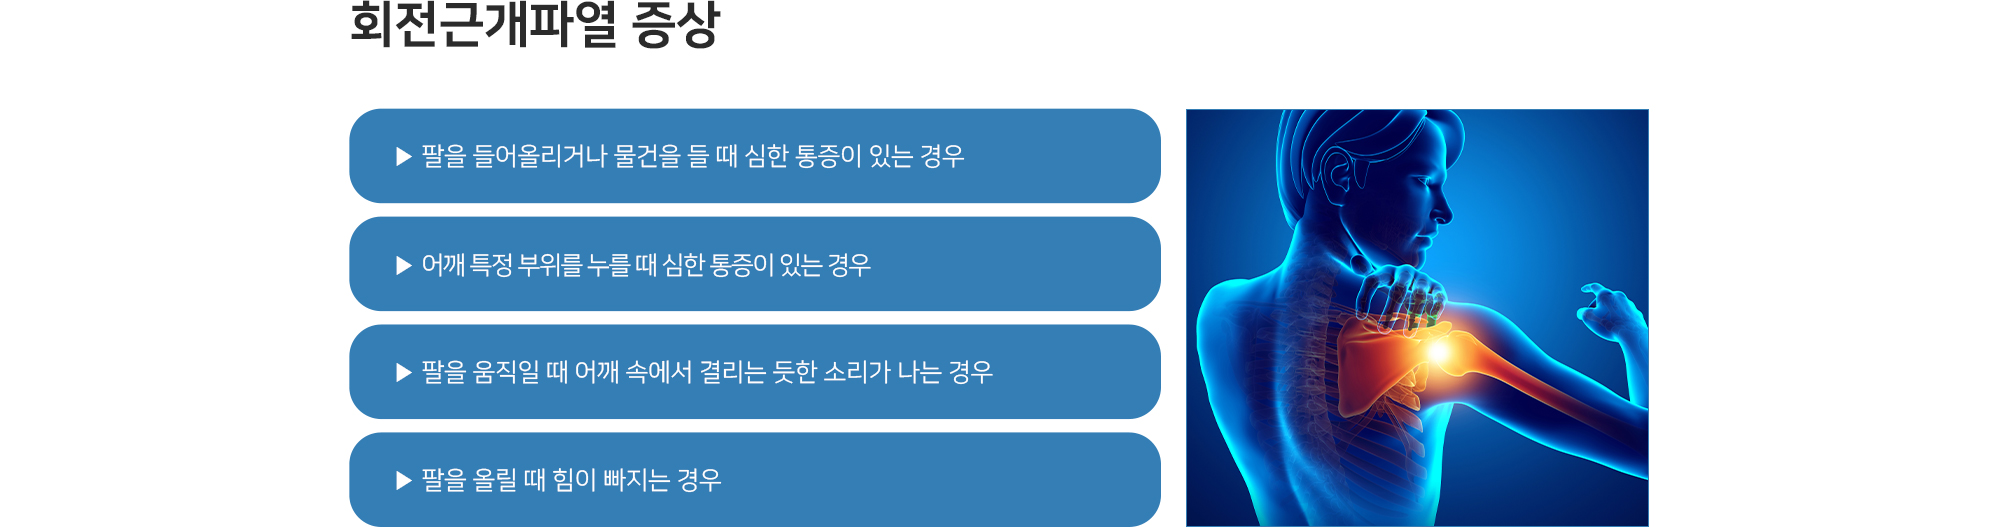 회전근개파열 증상
▶ 팔을 들어올리거나 물건을 들 때 심한 통증이 있는 경우
▶ 어깨 특정 부위를 누를 때 심한 통증이 있는 경우
▶ 팔을 움직일 때 어깨 속에서 결리는 듯한 소리가 나는 경우
▶ 팔을 올릴 때 힘이 빠지는 경우